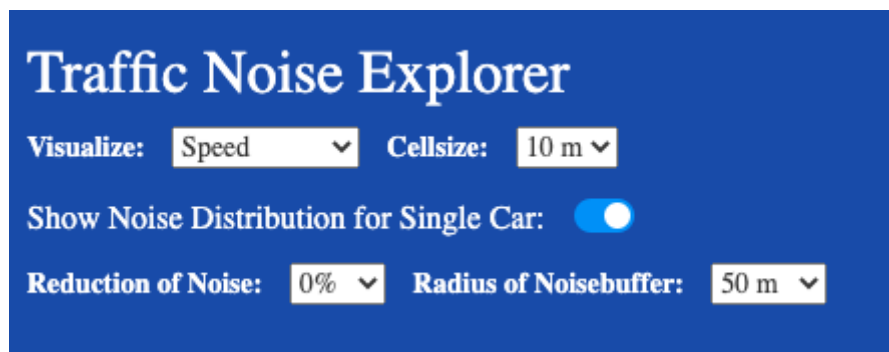 Traffic Noise Explorer
Visualize: Speed Cellsize: 10 m
Show Noise Distribution for Single Car:
Reduction of Noise: 0% Radius of Noisebuffer: 50 m